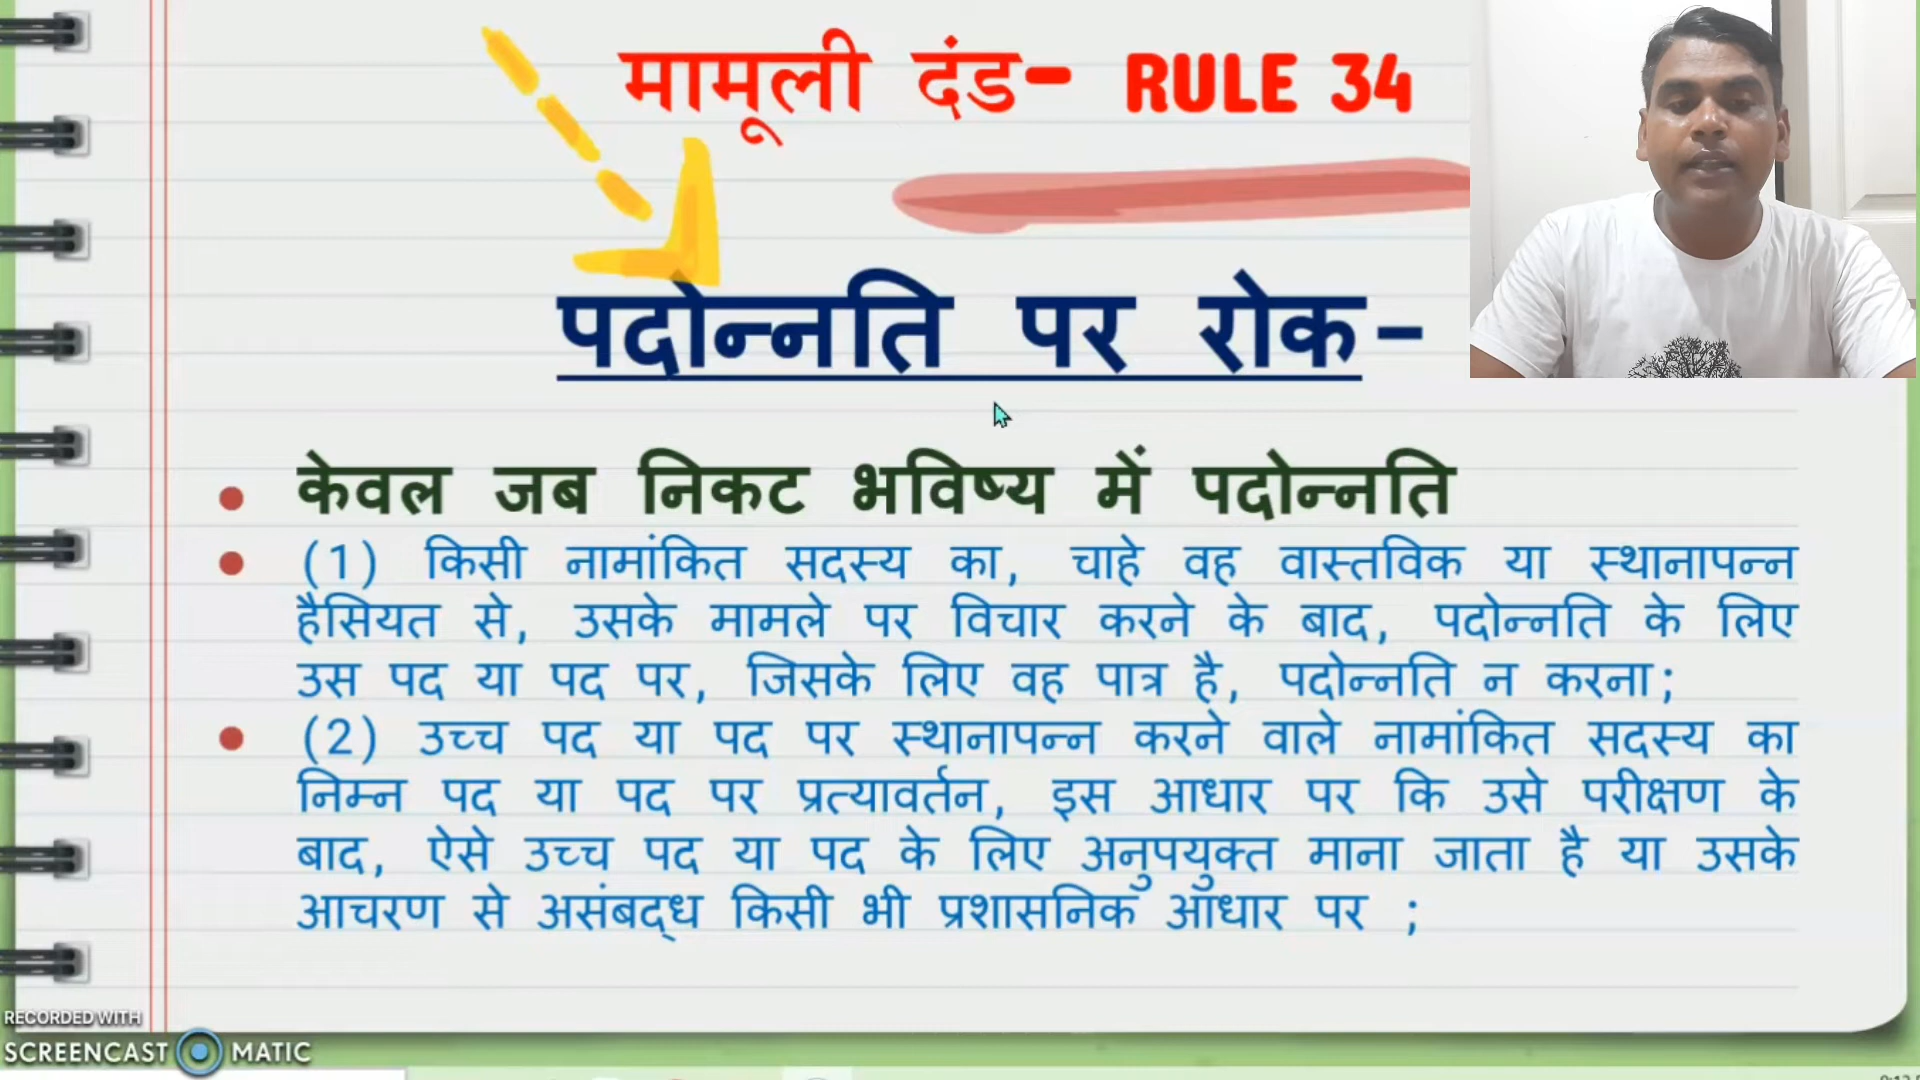 मामूली दंड- RULE 34
पदोन्नति पर रोक-
केवल जब निकट भविष्य में पदोन्नति
(1) किसी नामांकित सदस्य का, चाहे वह वास्तविक या स्थानापन्न
हैसियत से, उसके मामले पर विचार करने के बाद, पदोन्नति के लिए
उस पद या पद पर, जिसके लिए वह पात्र है, पदोन्नति न करना;
(2) उच्च पद या पद पर स्थानापन्न करने वाले नामांकित सदस्य का
निम्न पद या पद पर प्रत्यावर्तन, इस आधार पर कि उसे परीक्षण के
बाद, ऐसे उच्च पद या पद के लिए अनुपयुक्त माना जाता है या उसके
आचरण से असंबद्ध किसी भी प्रशासनिक आधार पर ;
RECORDED WITH
SCREENCAST MATIC